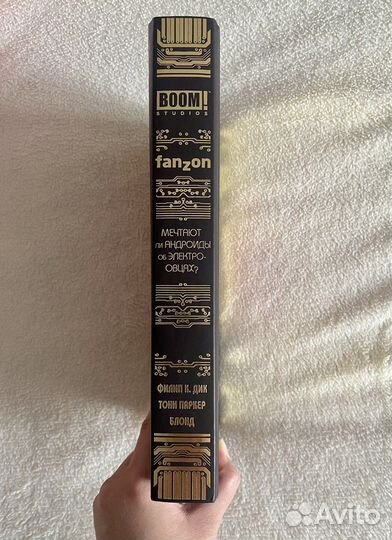 BOOM!
STUDIOS
fanzon
МЕЧТАЮТ
ЛИ АНДРОИДЫ
ОБ ЭЛЕКТРО-
ОВЦАХ?
ФИЛИП К. ДИК
ТОНИ ПАРКЕР
БЛОНД
Avito